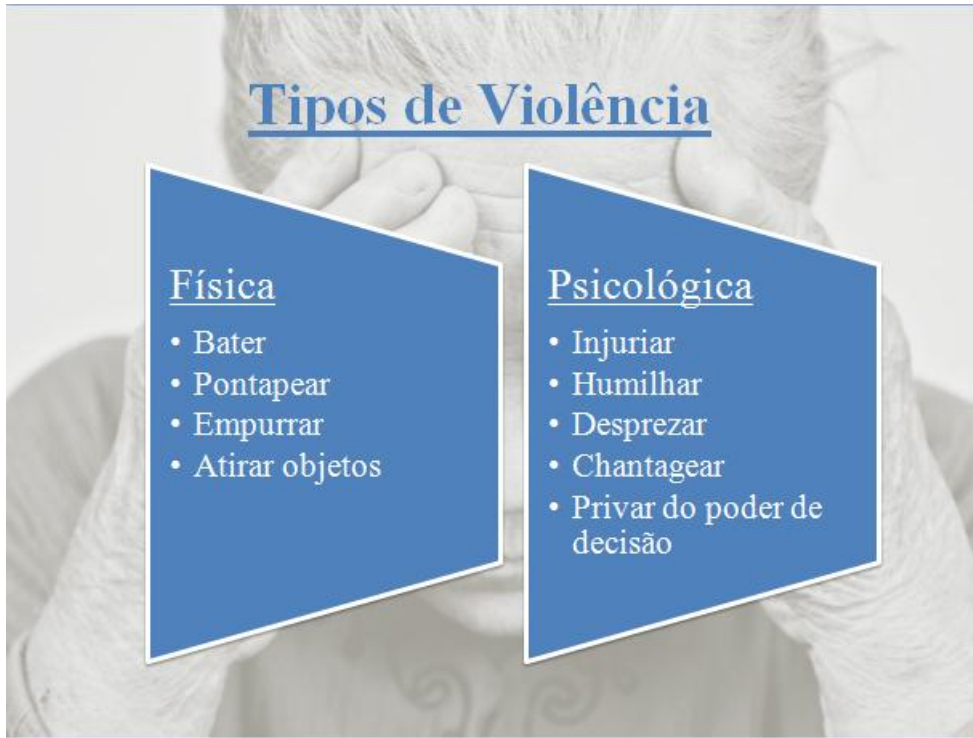 Tipos de Violência
Física
• Bater
• Pontapear
• Empurrar
• Atirar objetos
Psicológica
• Injuriar
• Humilhar
• Desprezar
• Chantagear
• Privar do poder de
decisão